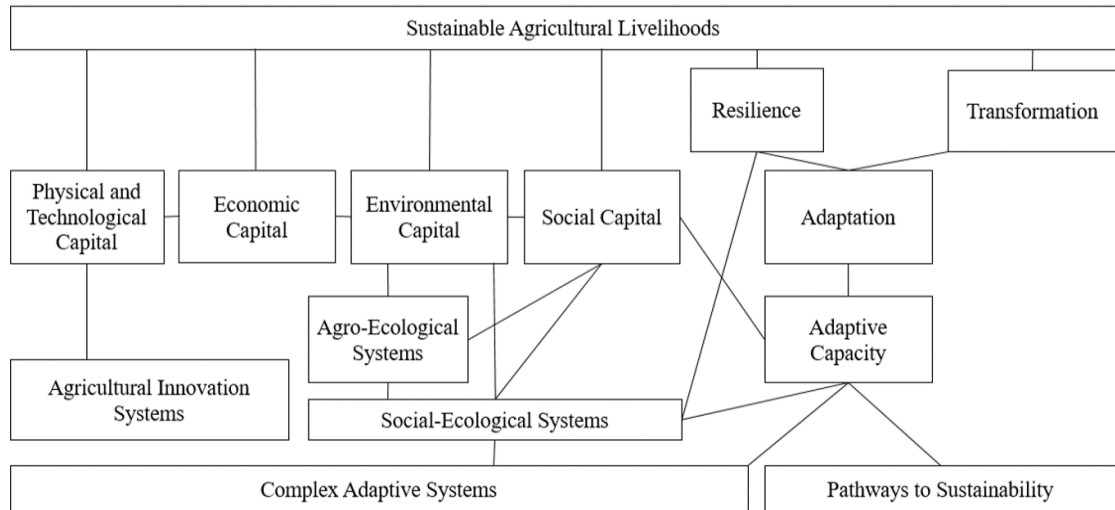 Sustainable Agricultural Livelihoods
Resilience
Transformation
Physical and
Technological
Capital
Economic
Capital
Environmental
Capital
Social Capital
Adaptation
Agro-Ecological
Systems
Adaptive
Capacity
Agricultural Innovation
Systems
Social-Ecological Systems
Complex Adaptive Systems
Pathways to Sustainability